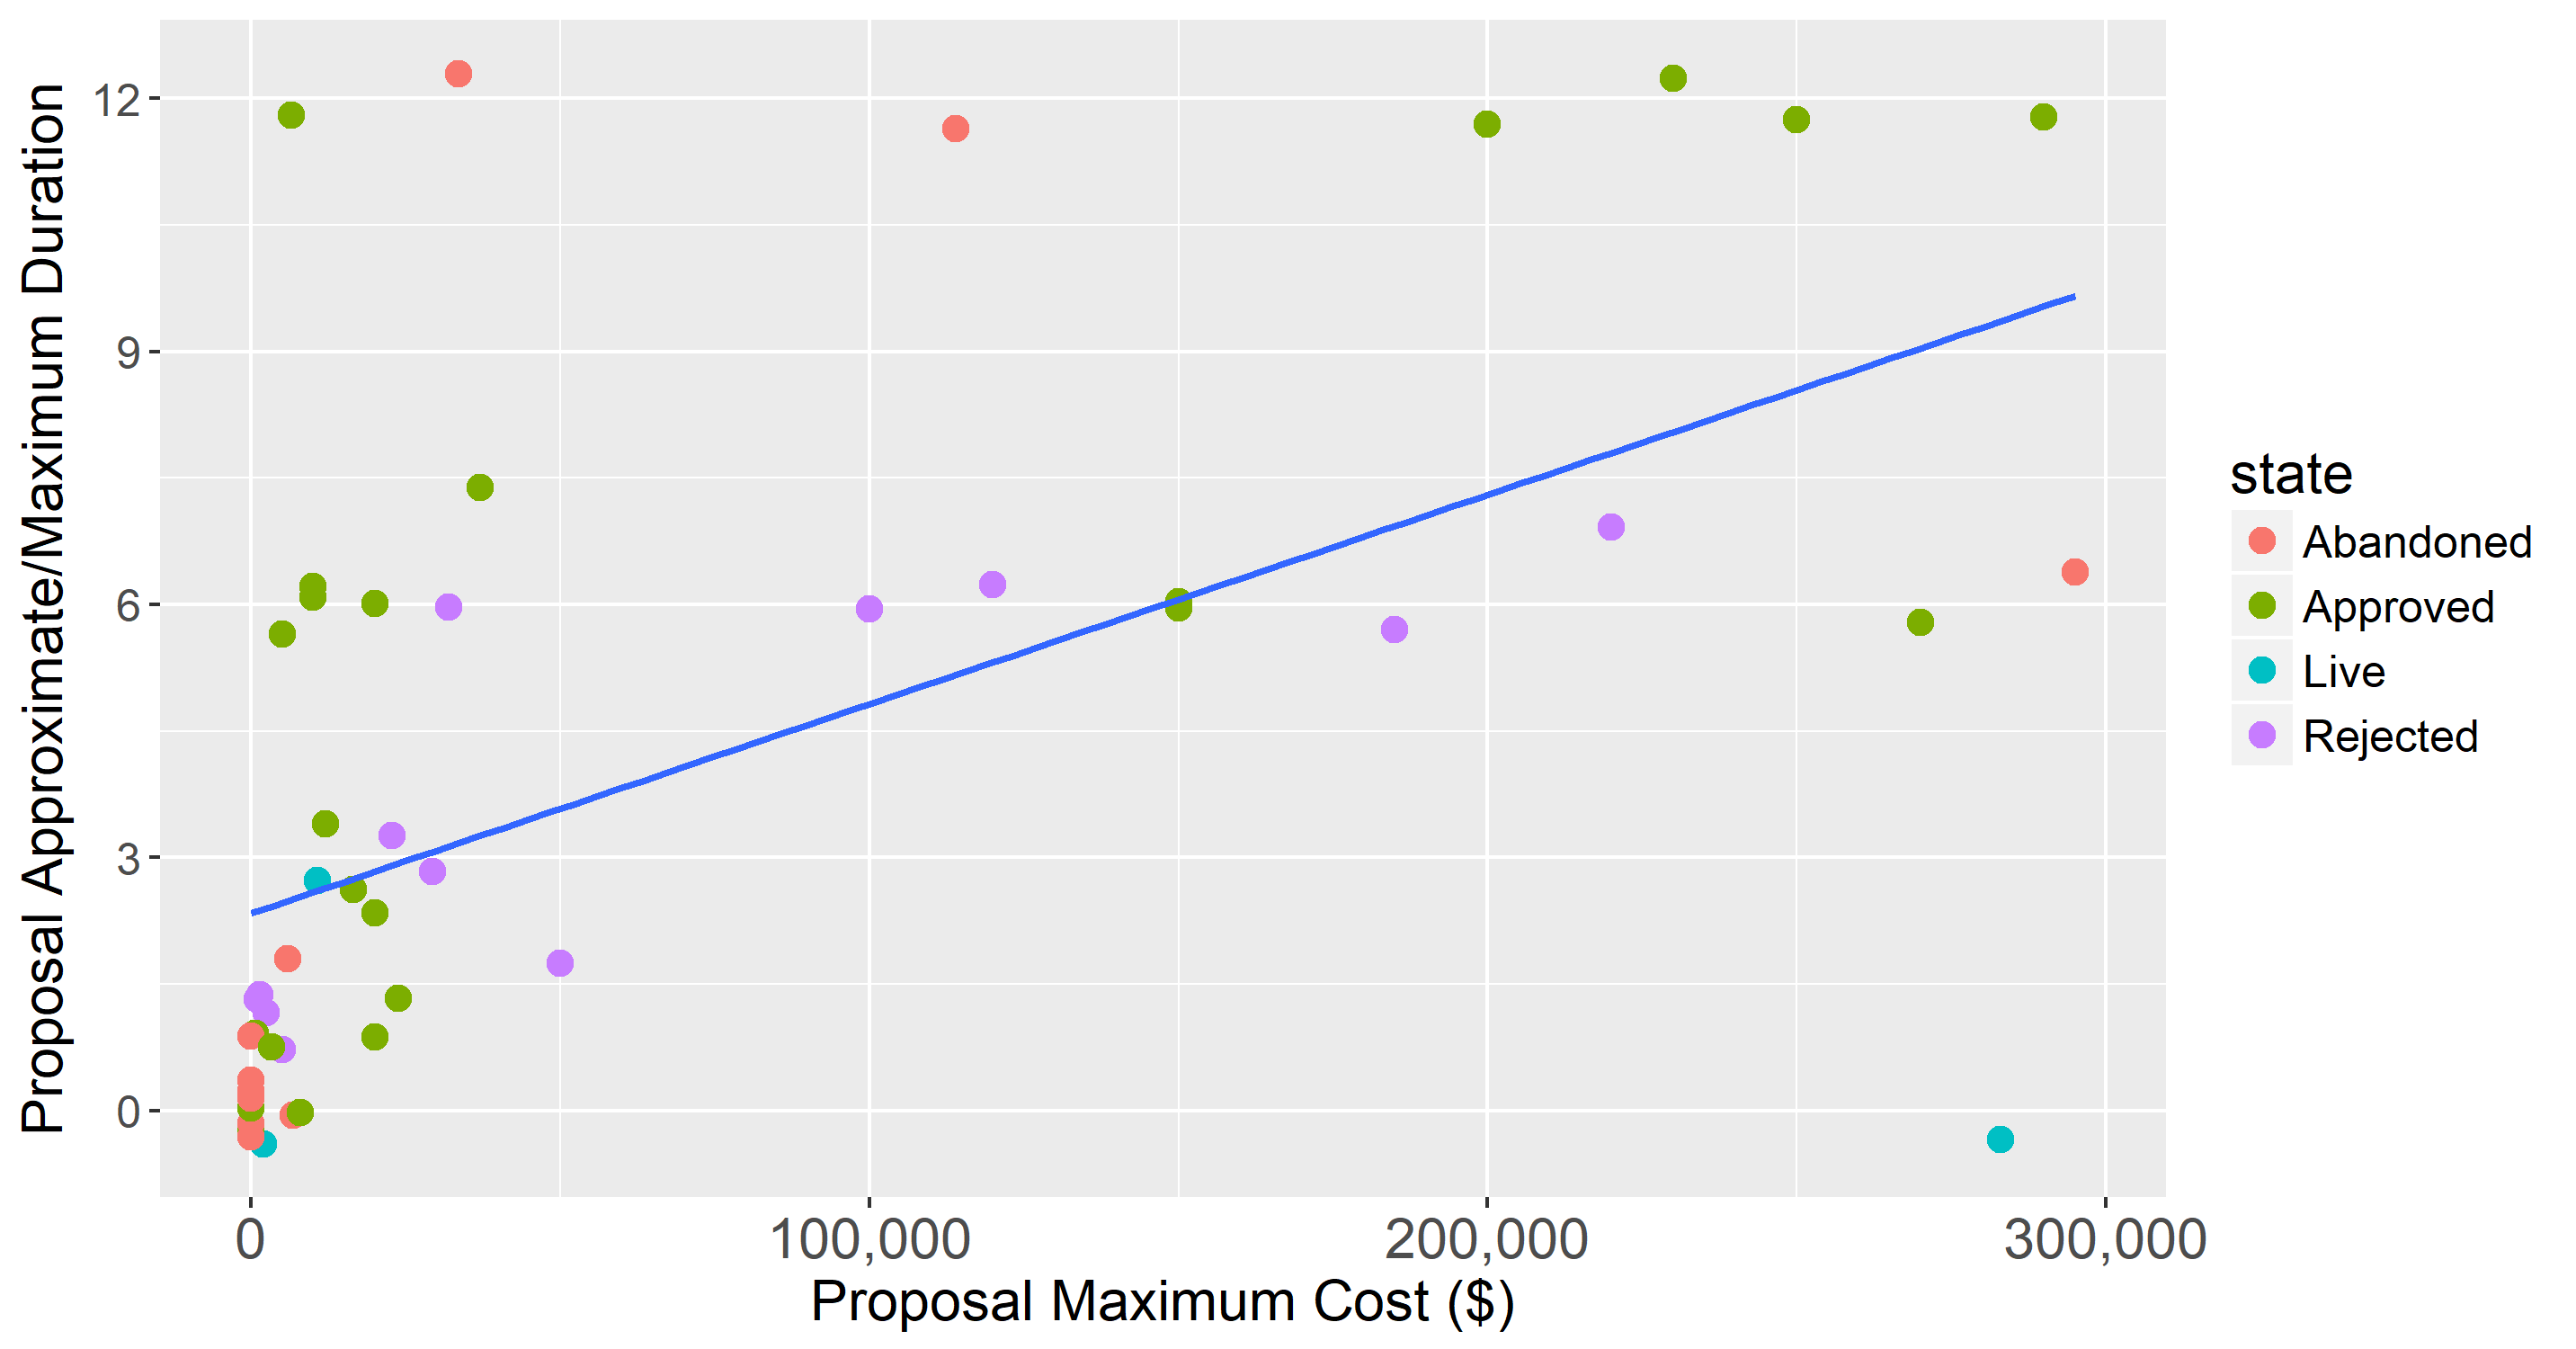 Proposal Approximate/Maximum Duration
12
9
6
3
0
0 100,000 200,000 300,000
Proposal Maximum Cost ($)
state
Abandoned
Approved
Live
Rejected